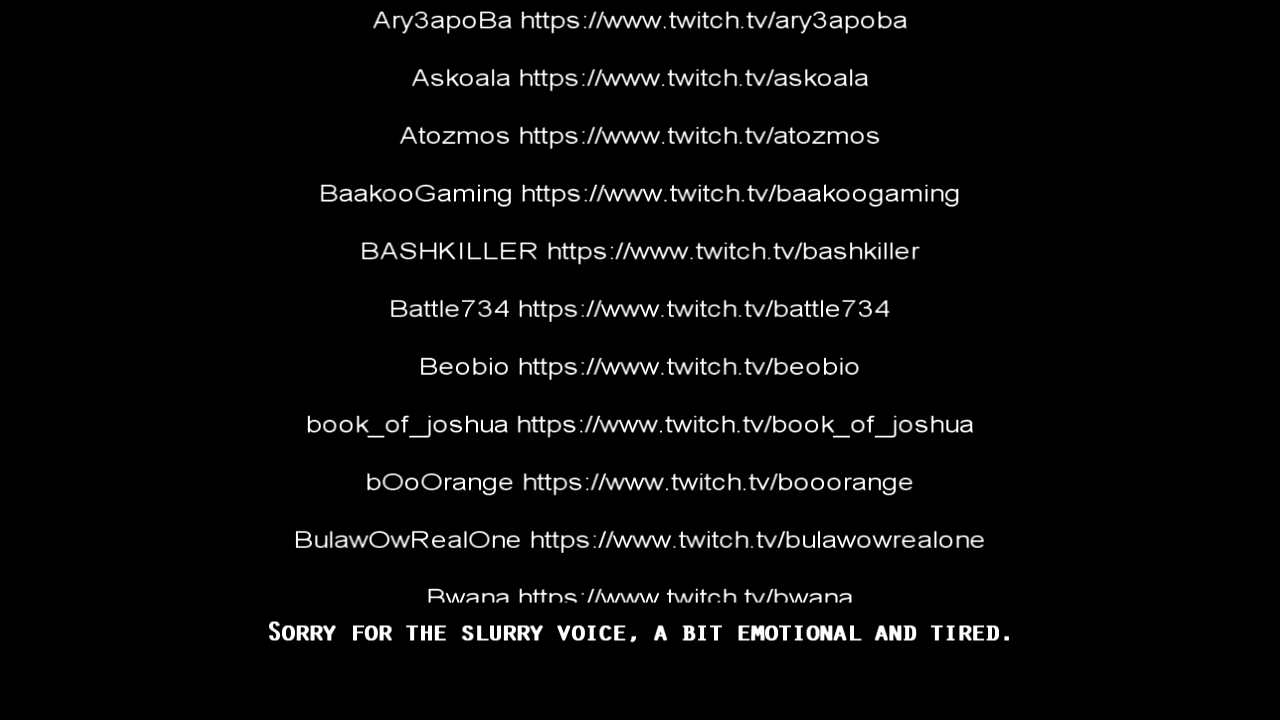 Ary3apoBa https://www.twitch.tv/ary3apoba
Askoala https://www.twitch.tv/askoala
Atozmos https://www.twitch.tv/atozmos
BaakooGaming https://www.twitch.tv/baakoogaming
BASHKILLER https://www.twitch.tv/bashkiller
Battle734 https://www.twitch.tv/battle734
Beobio https://www.twitch.tv/beobio
book_of_joshua https://www.twitch.tv/book_of_joshua
bOoOrange https://www.twitch.tv/booorange
BulawOwRealOne https://www.twitch.tv/bulawowrealone
Bwana https://www.twitch.tv/bwana
Sorry for the slurry voice, a bit emotional and tired.